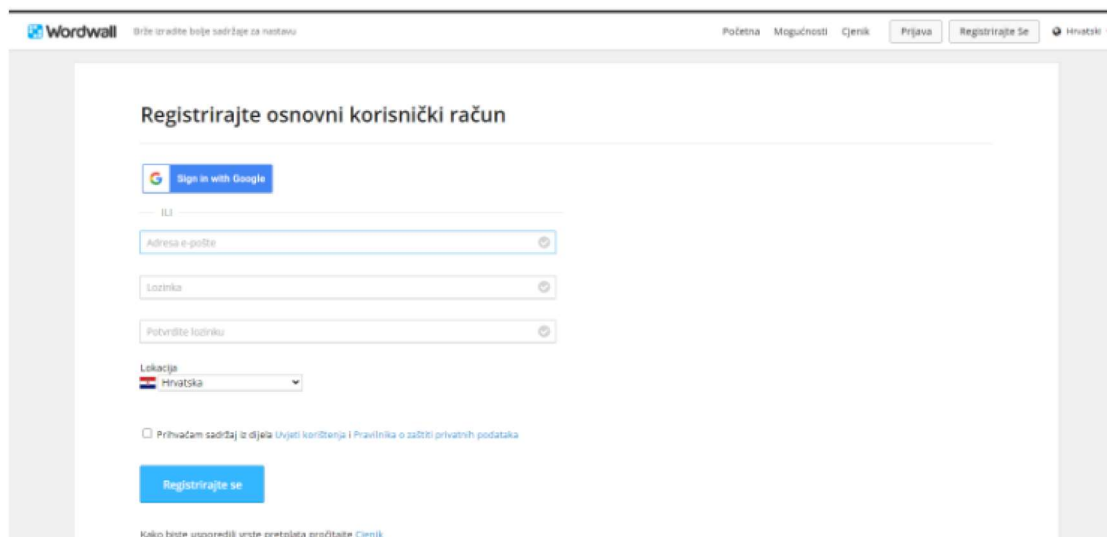 Wordwall Brže izradite bolje sadržaje za nastavu Početna Mogućnosti Cjenik Prijava Registrirajte Se Hrvatski
Registrirajte osnovni korisnički račun
G Sign in with Google
ILI
Adresa e-pošte
Lozinka
Potvrdite lozinku
Lokacija
Hrvatska
Prihvaćam sadržaj iz dijela Uvjeti korištenja i Pravilnika o zaštiti privatnih podataka
Registrirajte se
Kako biste usporedili vrste pretplata pročitajte Cjenik